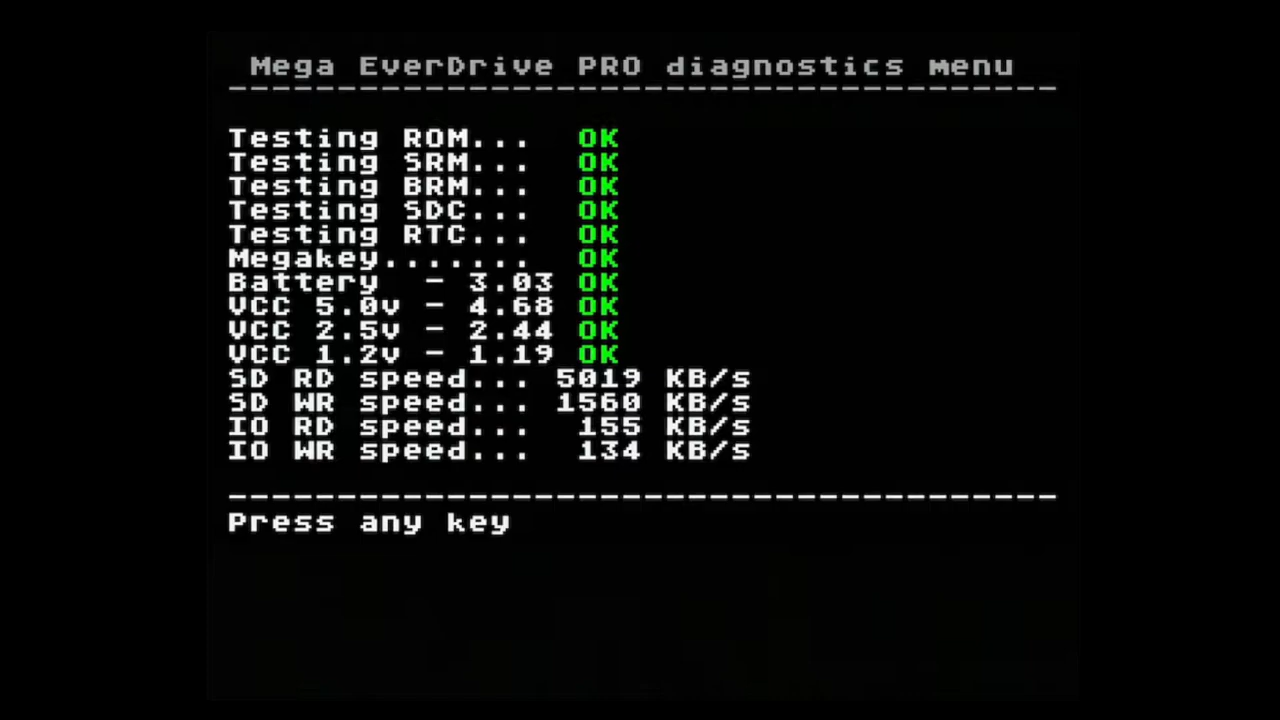 Mega EverDrive PRO diagnostics menu
--------------------------------------
Testing ROM... OK
Testing SRM... OK
Testing BRM... OK
Testing SDC... OK
Testing RTC... OK
Megakey....... OK
Battery - 3.03 OK
VCC 5.0v - 4.68 OK
VCC 2.5v - 2.44 OK
VCC 1.2v - 1.19 OK
SD RD speed... 5019 KB/s
SD WR speed... 1560 KB/s
IO RD speed... 155 KB/s
IO WR speed... 134 KB/s
--------------------------------------
Press any key